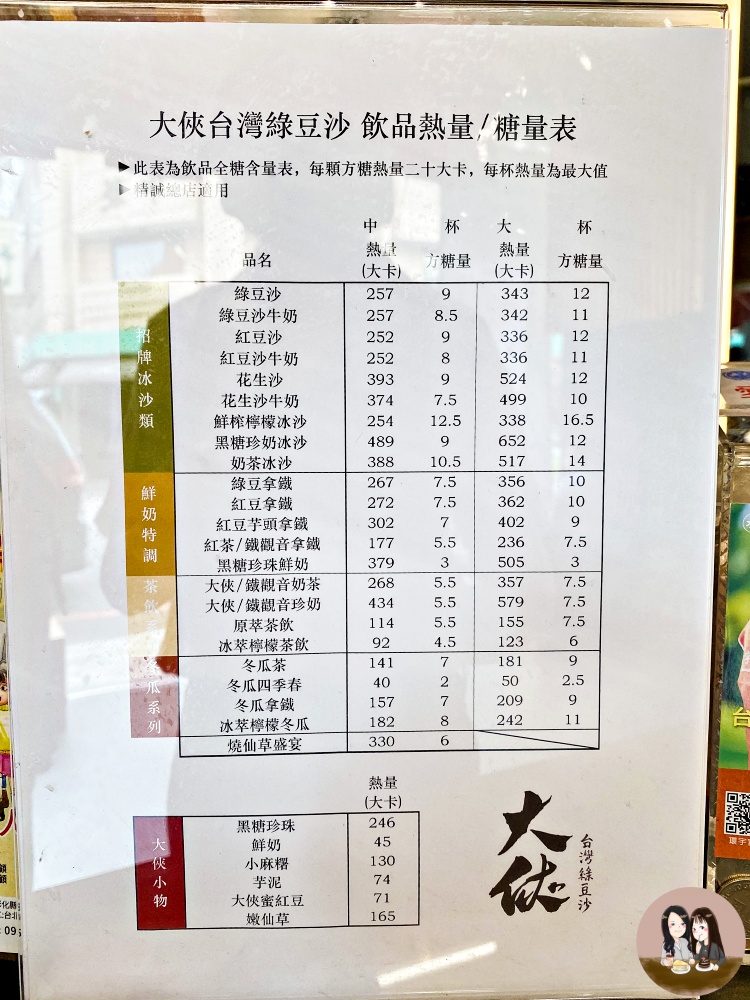 大俠台灣綠豆沙 飲品熱量/糖量表
▶此表為飲品全糖含量表，每顆方糖熱量二十大卡，每杯熱量為最大值
▶精誠總店適用
中 杯 大 杯
品名 熱量(大卡) 方糖量 熱量(大卡) 方糖量
招牌冰沙類
綠豆沙 257 9 343 12
綠豆沙牛奶 257 8.5 342 11
紅豆沙 252 9 336 12
紅豆沙牛奶 252 8 336 11
花生沙 393 9 524 12
花生沙牛奶 374 7.5 499 10
鮮榨檸檬冰沙 254 12.5 338 16.5
黑糖珍奶冰沙 489 9 652 12
奶茶冰沙 388 10.5 517 14
鮮奶特調
綠豆拿鐵 267 7.5 356 10
紅豆拿鐵 272 7.5 362 10
紅豆芋頭拿鐵 302 7 402 9
紅茶/鐵觀音拿鐵 177 5.5 236 7.5
黑糖珍珠鮮奶 379 3 505 3
茶飲系
大俠/鐵觀音奶茶 268 5.5 357 7.5
大俠/鐵觀音珍奶 434 5.5 579 7.5
原萃茶飲 114 5.5 155 7.5
冰萃檸檬茶飲 92 4.5 123 6
瓜系列
冬瓜茶 141 7 181 9
冬瓜四季春 40 2 50 2.5
冬瓜拿鐵 157 7 209 9
冰萃檸檬冬瓜 182 8 242 11
燒仙草盛宴 330 6
熱量
(大卡)
大俠小物
黑糖珍珠 246
鮮奶 45
小麻糬 130
芋泥 74
大俠蜜紅豆 71
嫩仙草 165
大俠
台灣綠豆沙